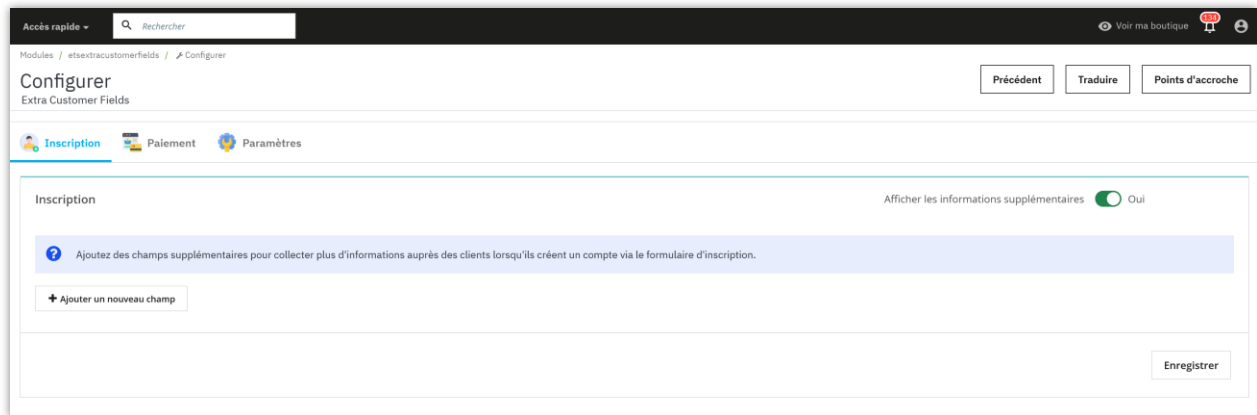 Accès rapide
Rechercher
Voir ma boutique
134
Modules / etsextracustomerfields / Configurer
Configurer
Extra Customer Fields
Précédent
Traduire
Points d'accroche
Inscription
Paiement
Paramètres
Inscription
Afficher les informations supplémentaires
Oui
Ajoutez des champs supplémentaires pour collecter plus d'informations auprès des clients lorsqu'ils créent un compte via le formulaire d'inscription.
+ Ajouter un nouveau champ
Enregistrer